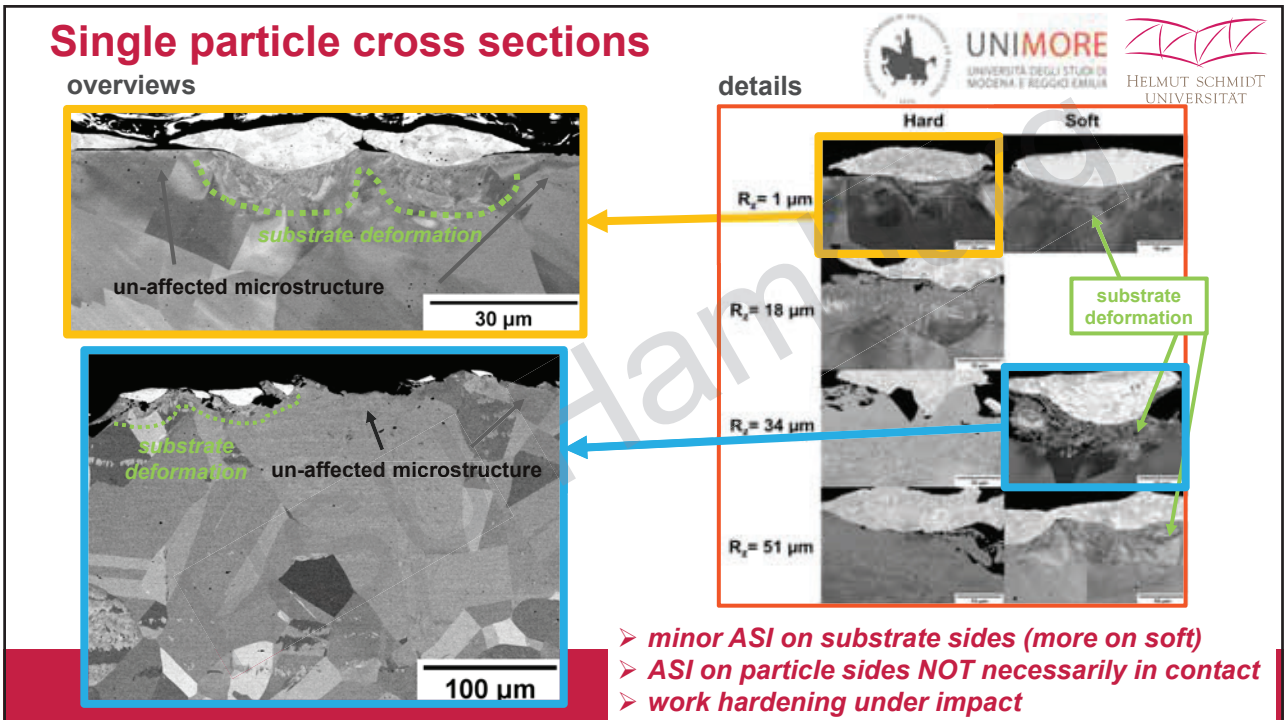 Single particle cross sections
overviews
substrate deformation
un-affected microstructure
30 µm
substrate
deformation
un-affected microstructure
100 µm
UNIMORE
UNIVERSITÀ DEGLI STUDI DI
MODENA E REGGIO EMILIA
HELMUT SCHMIDT
UNIVERSITÄT
details
Hard Soft
Rz= 1 µm
Rz= 18 µm
Rz= 34 µm
Rz= 51 µm
substrate
deformation
➢ minor ASI on substrate sides (more on soft)
➢ ASI on particle sides NOT necessarily in contact
➢ work hardening under impact